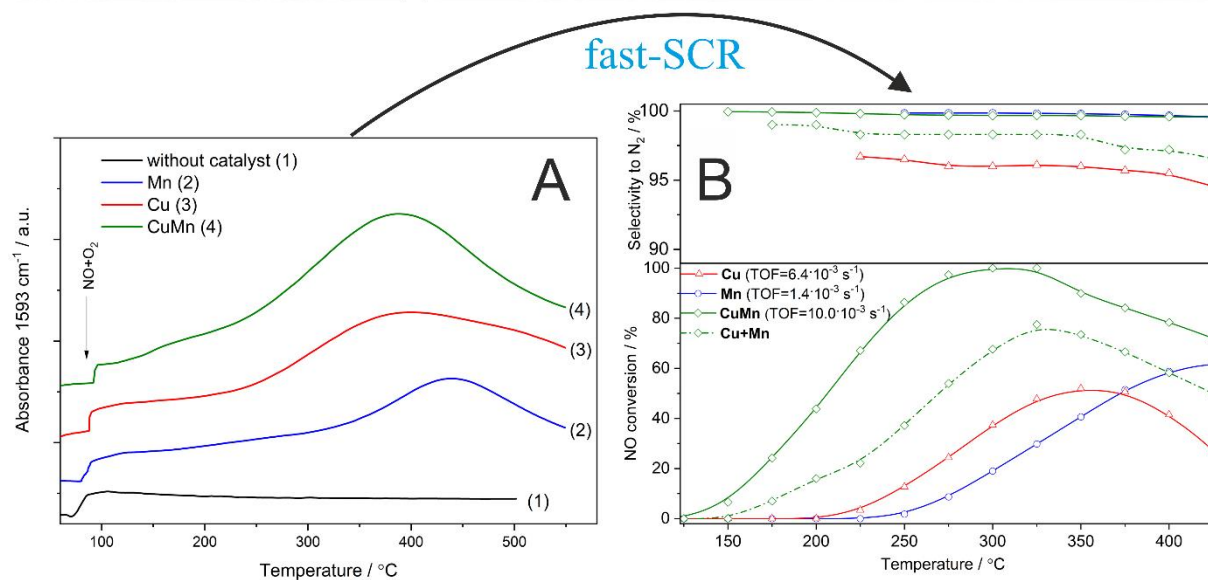 fast-SCR
A
without catalyst (1)
Mn (2)
Cu (3)
CuMn (4)
NO+O₂
(4)
(3)
(2)
(1)
Absorbance 1593 cm⁻¹ / a.u.
100 200 300 400 500
Temperature / °C
B
100
95
90
Selectivity to N₂ / %
Cu (TOF=6.4·10⁻³ s⁻¹)
Mn (TOF=1.4·10⁻³ s⁻¹)
CuMn (TOF=10.0·10⁻³ s⁻¹)
Cu+Mn
100
80
60
40
20
0
NO conversion / %
150 200 250 300 350 400
Temperature / °C